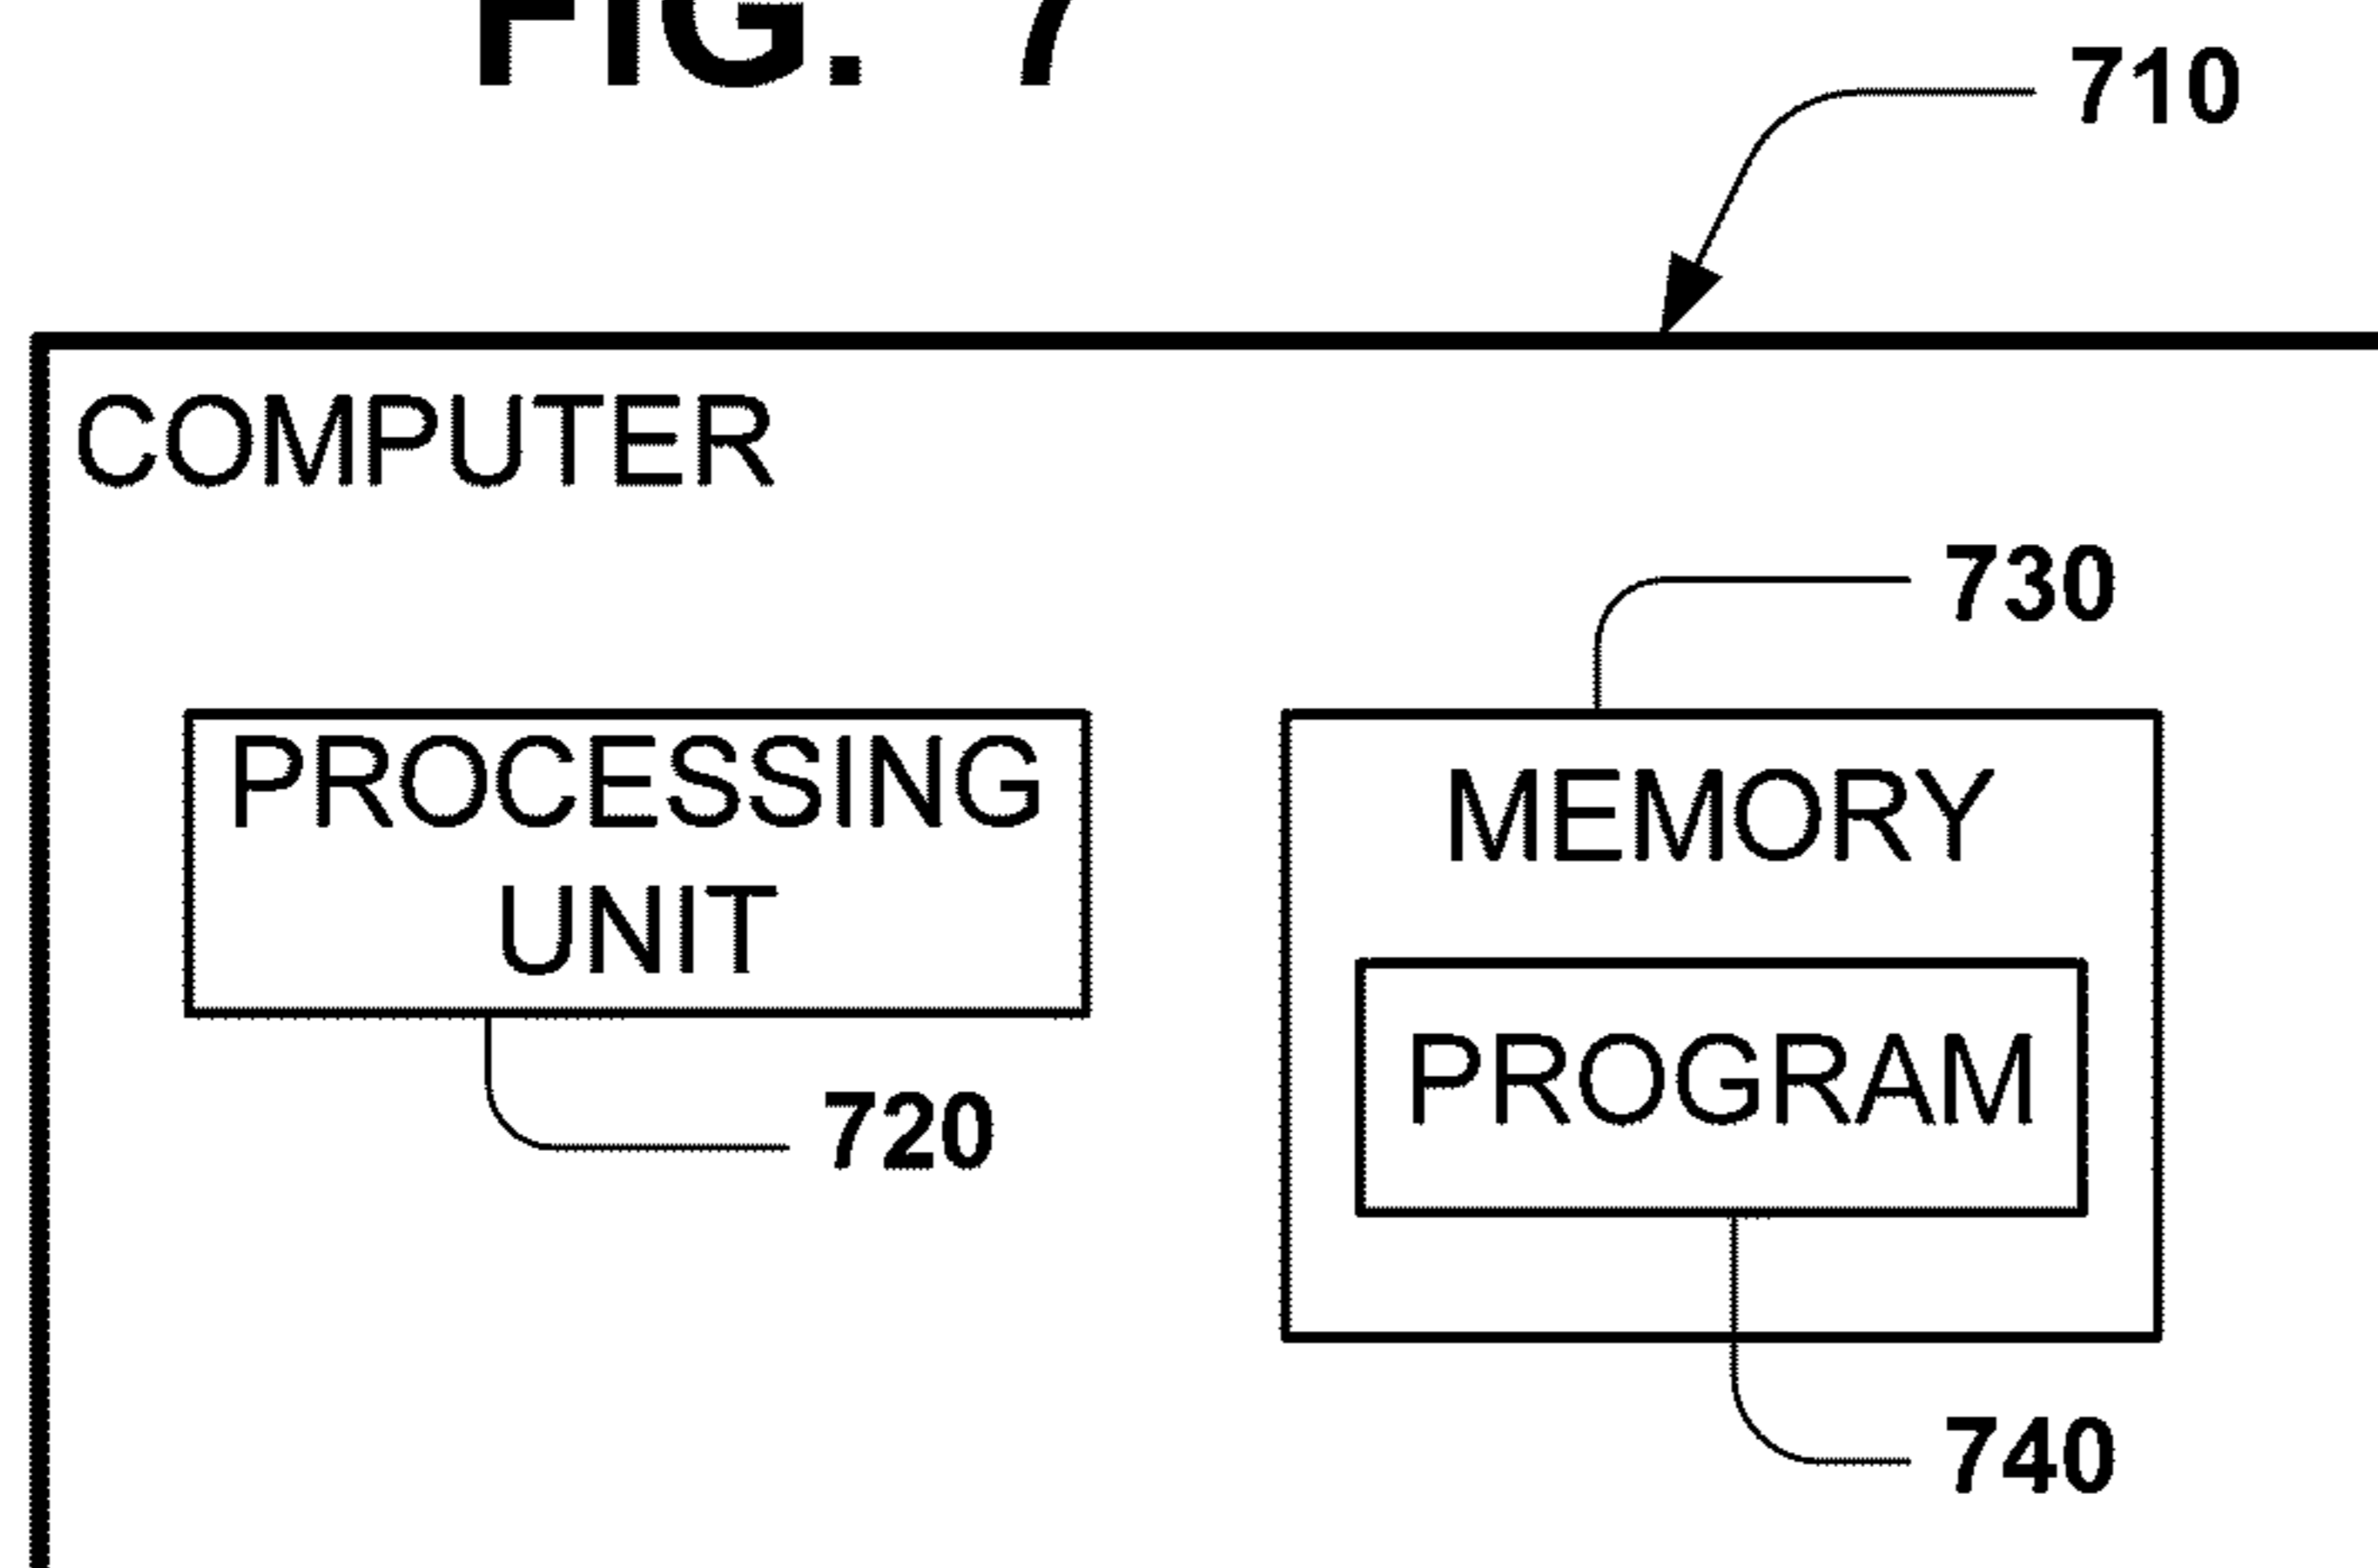 FIG. 7
710
COMPUTER
730
PROCESSING
UNIT
MEMORY
PROGRAM
720
740